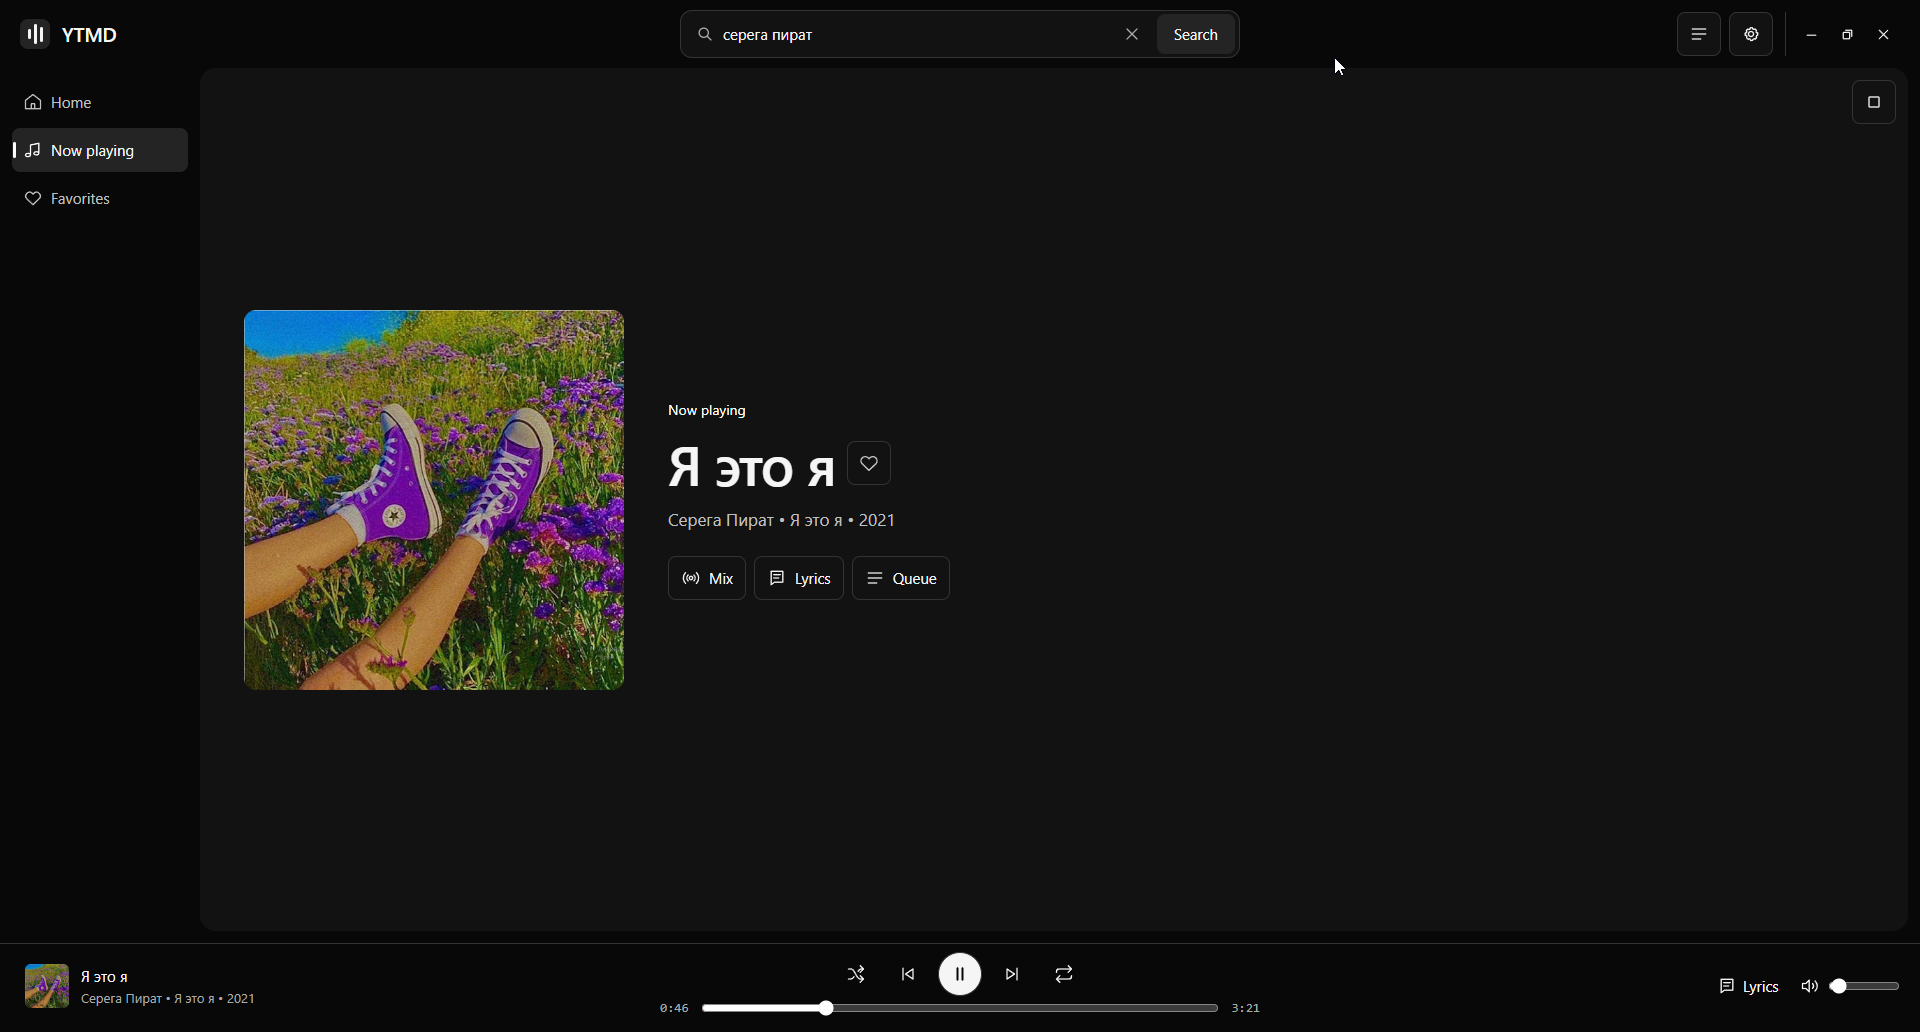 YTMD
серега пират
Search
Home
Now playing
Favorites
Now playing
Я это я
Серега Пират • Я это я • 2021
Mix
Lyrics
Queue
Я это я
Серега Пират • Я это я • 2021
0:46
3:21
Lyrics